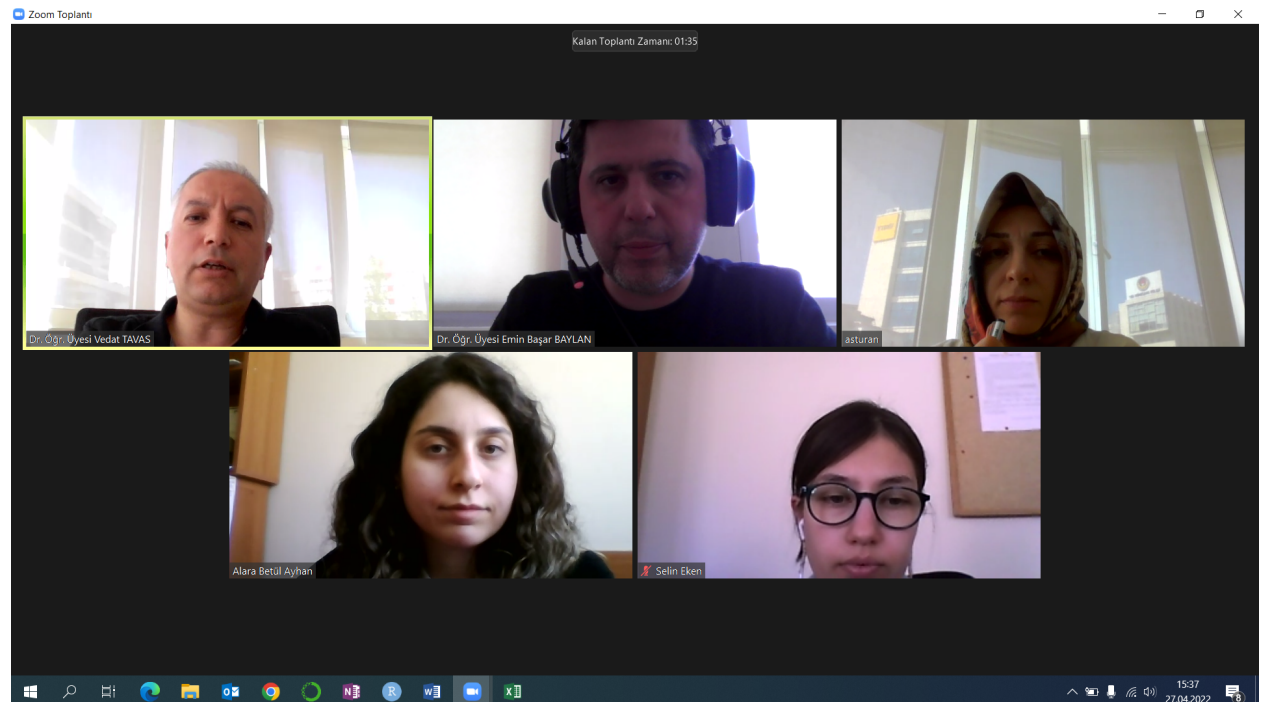 Zoom Toplantı
Kalan Toplantı Zamanı: 01:35
Dr. Öğr. Üyesi Vedat TAVAS
Dr. Öğr. Üyesi Emin Başar BAYLAN
asturan
Alara Betül Ayhan
Selin Eken
15:37
27.04.2022
8